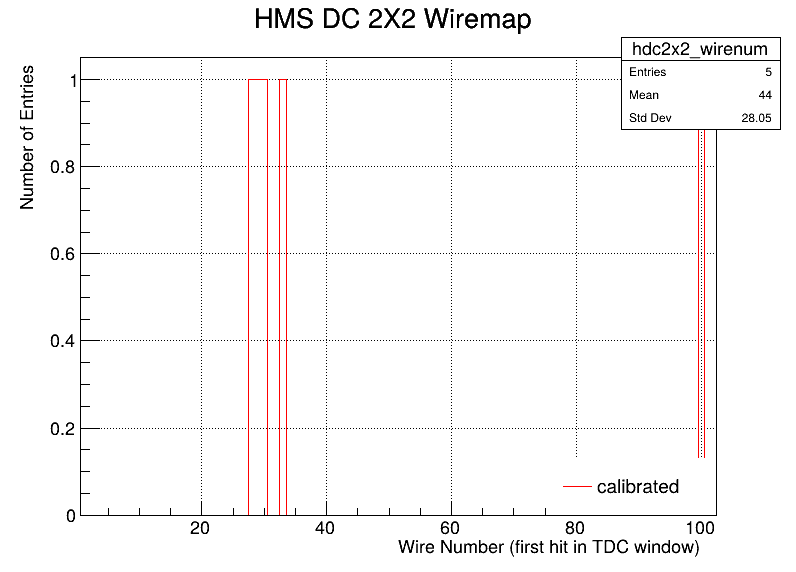 HMS DC 2X2 Wiremap
hdc2x2_wirenum
Entries 5
Mean 44
Std Dev 28.05
Number of Entries
1
0.8
0.6
0.4
0.2
0
calibrated
20 40 60 80 100
Wire Number (first hit in TDC window)